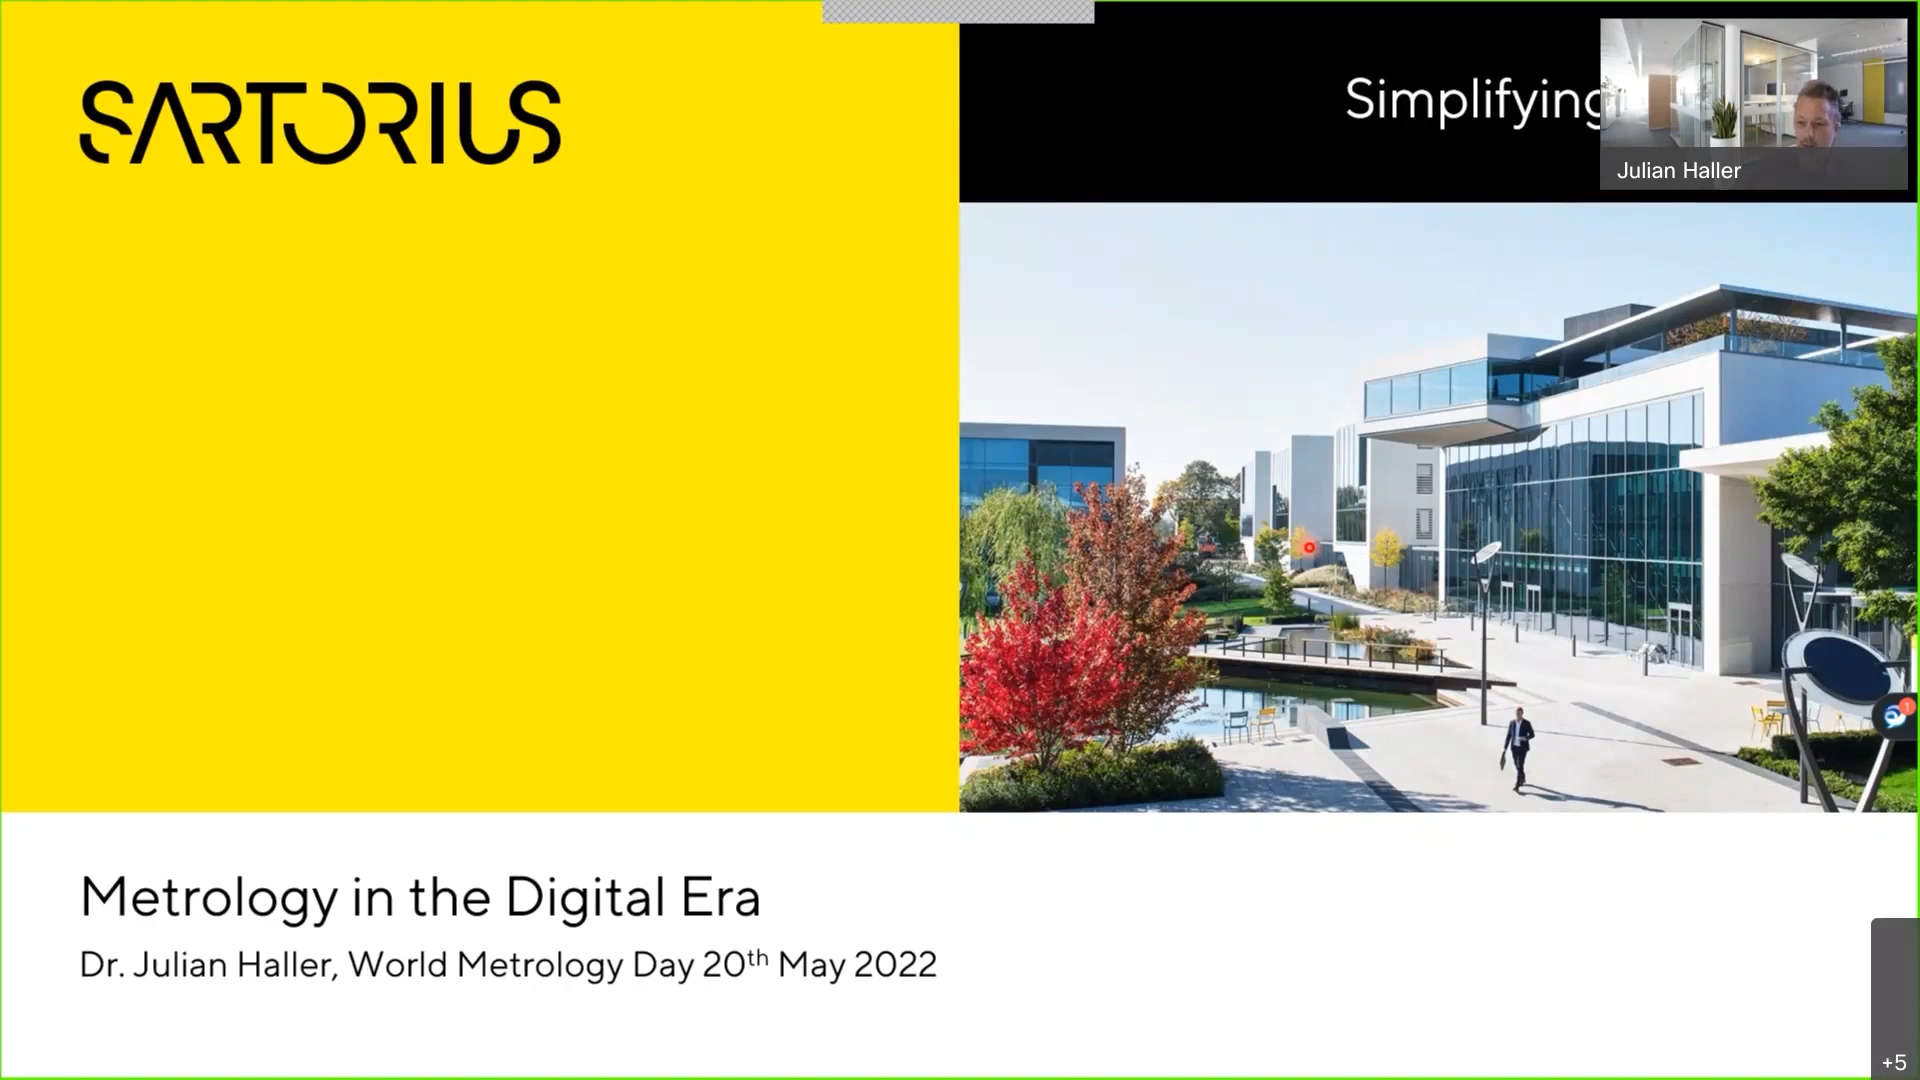 SARTORIUS
Simplifying
Julian Haller
1
Metrology in the Digital Era
Dr. Julian Haller, World Metrology Day 20th May 2022
+5